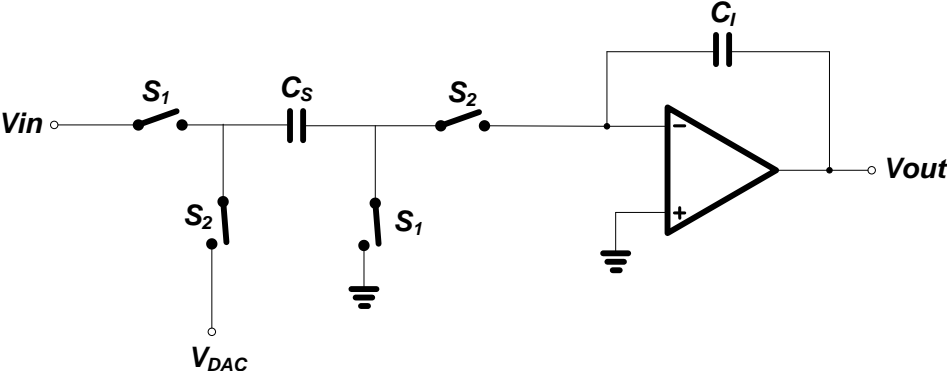 C_I
S_1
C_S
S_2
Vin
−
Vout
S_2
S_1
+
V_DAC